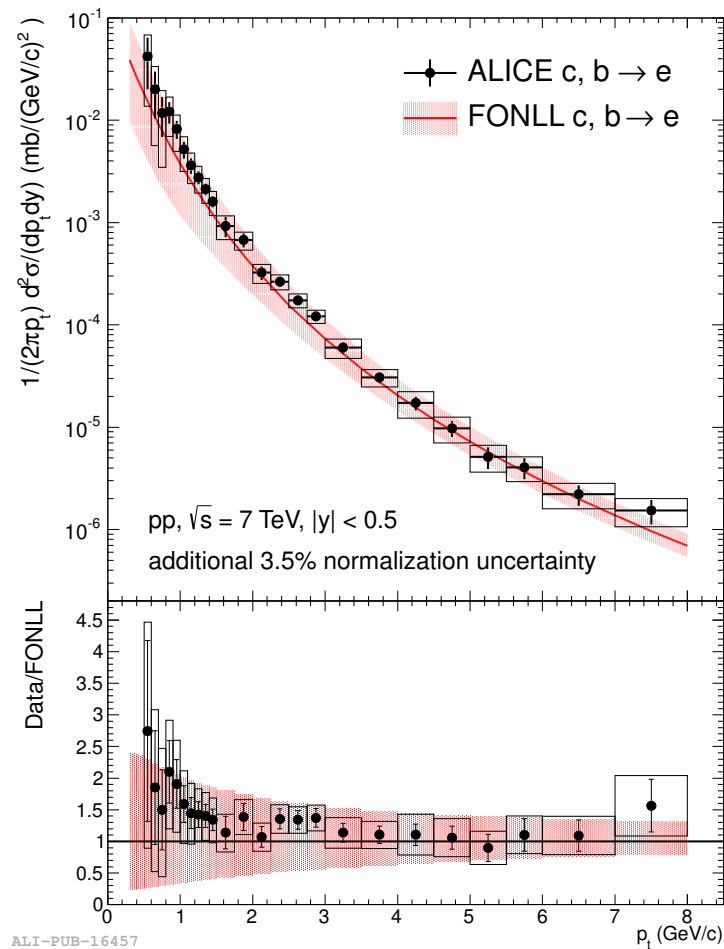 1/(2πp_t) d²σ/(dp_t dy) (mb/(GeV/c)²)
10⁻¹
10⁻²
10⁻³
10⁻⁴
10⁻⁵
10⁻⁶
ALICE c, b → e
FONLL c, b → e
pp, √s = 7 TeV, |y| < 0.5
additional 3.5% normalization uncertainty
Data/FONLL
4.5
4
3.5
3
2.5
2
1.5
1
0.5
0
0 1 2 3 4 5 6 7 8
p_t (GeV/c)
ALI-PUB-16457